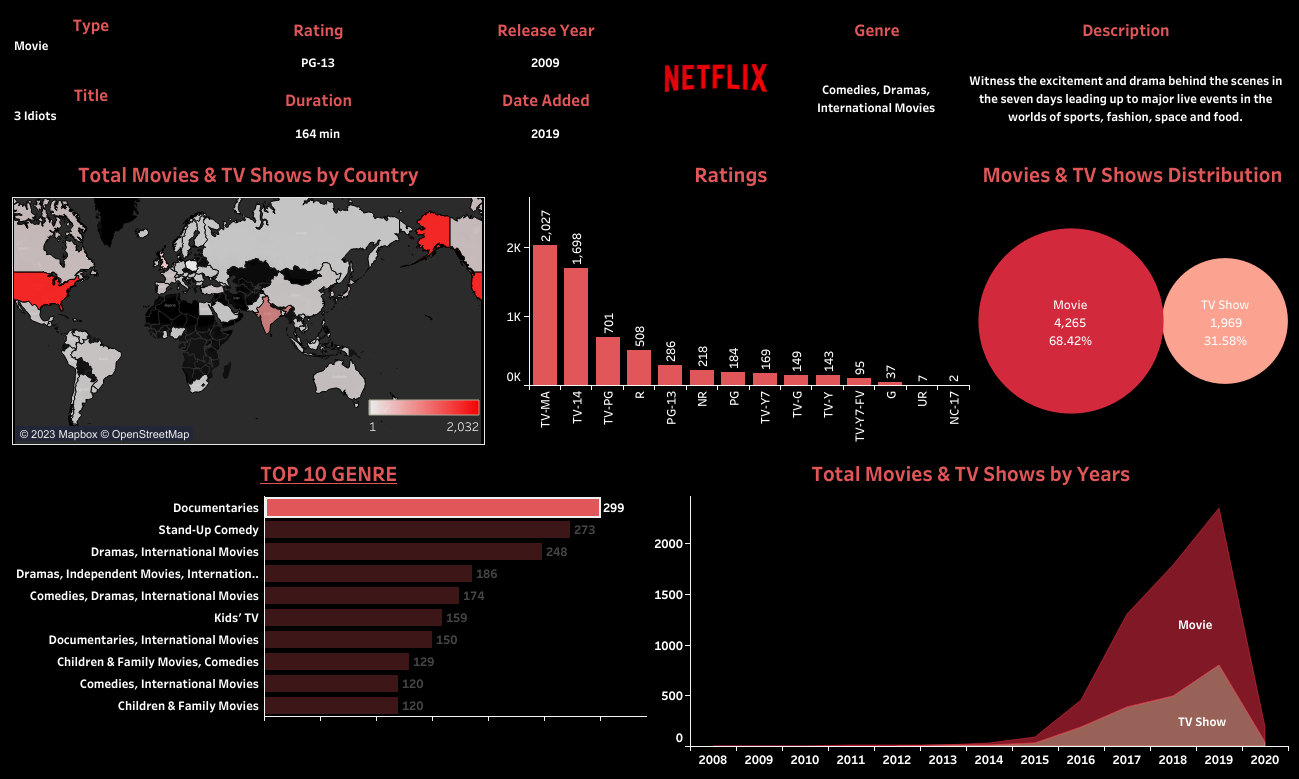 Type
Movie
Rating
PG-13
Release Year
2009
Title
3 Idiots
Duration
164 min
Date Added
2019
NETFLIX
Genre
Comedies, Dramas,
International Movies
Description
Witness the excitement and drama behind the scenes in
the seven days leading up to major live events in the
worlds of sports, fashion, space and food.
Total Movies & TV Shows by Country
© 2023 Mapbox © OpenStreetMap
1 2,032
Ratings
2K
1K
0K
2,027
1,698
701
508
286
218
184
169
149
143
95
37
7
2
TV-MA
TV-14
TV-PG
R
PG-13
NR
PG
TV-Y7
TV-G
TV-Y
TV-Y7-FV
G
UR
NC-17
Movies & TV Shows Distribution
Movie
4,265
68.42%
TV Show
1,969
31.58%
TOP 10 GENRE
Documentaries 299
Stand-Up Comedy 273
Dramas, International Movies 248
Dramas, Independent Movies, Internation.. 186
Comedies, Dramas, International Movies 174
Kids' TV 159
Documentaries, International Movies 150
Children & Family Movies, Comedies 129
Comedies, International Movies 120
Children & Family Movies 120
Total Movies & TV Shows by Years
2000
1500
1000
500
0
Movie
TV Show
2008 2009 2010 2011 2012 2013 2014 2015 2016 2017 2018 2019 2020